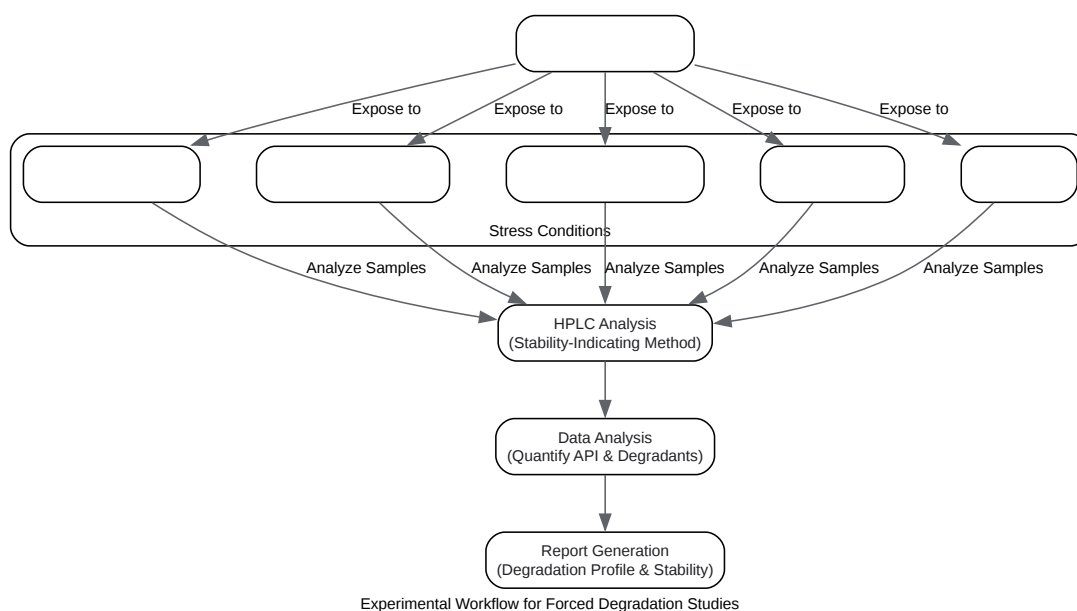 Expose to
Expose to
Expose to
Expose to
Expose to
Stress Conditions
Analyze Samples
Analyze Samples
Analyze Samples
Analyze Samples
Analyze Samples
HPLC Analysis
(Stability-Indicating Method)
Data Analysis
(Quantify API & Degradants)
Report Generation
(Degradation Profile & Stability)
Experimental Workflow for Forced Degradation Studies